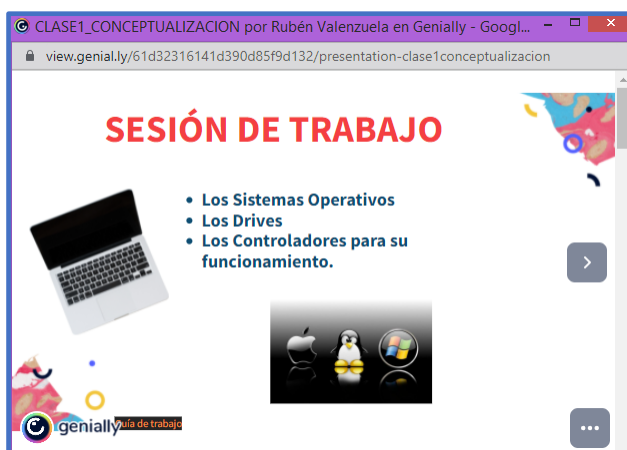 CLASE1_CONCEPTUALIZACION por Rubén Valenzuela en Genially - Googl...
view.genial.ly/61d32316141d390d85f9d132/presentation-clase1conceptualizacion
SESIÓN DE TRABAJO
• Los Sistemas Operativos
• Los Drives
• Los Controladores para su
funcionamiento.
genially
Guía de trabajo